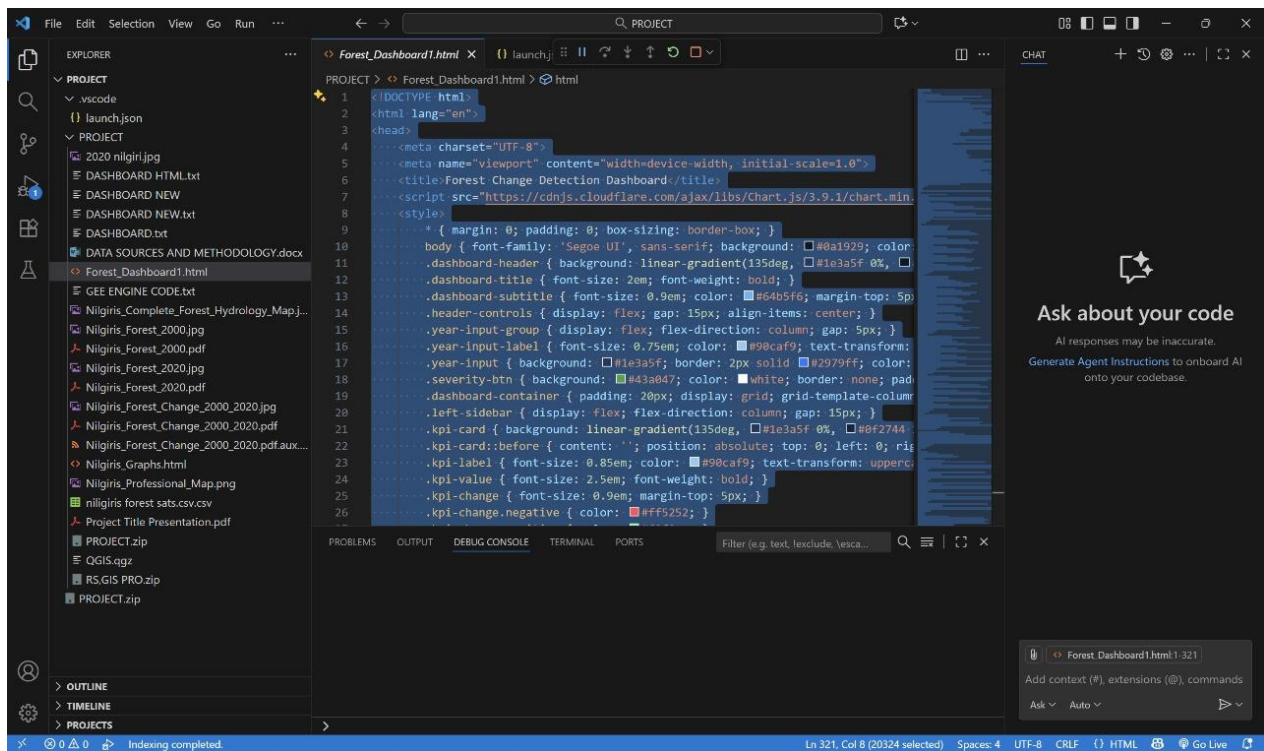 File Edit Selection View Go Run ··· PROJECT
EXPLORER ···
PROJECT
.vscode
launch.json
PROJECT
2020 nilgiri.jpg
DASHBOARD HTML.txt
DASHBOARD NEW
DASHBOARD NEW.txt
DASHBOARD.txt
DATA SOURCES AND METHODOLOGY.docx
Forest_Dashboard1.html
GEE ENGINE CODE.txt
Nilgiris_Complete_Forest_Hydrology_Map.j...
Nilgiris_Forest_2000.jpg
Nilgiris_Forest_2000.pdf
Nilgiris_Forest_2020.jpg
Nilgiris_Forest_2020.pdf
Nilgiris_Forest_Change_2000_2020.jpg
Nilgiris_Forest_Change_2000_2020.pdf
Nilgiris_Forest_Change_2000_2020.pdf.aux....
Nilgiris_Graphs.html
Nilgiris_Professional_Map.png
niligiris forest sats.csv.csv
Project Title Presentation.pdf
PROJECT.zip
QGIS.qgz
RS,GIS PRO.zip
PROJECT.zip
OUTLINE
TIMELINE
PROJECTS
1
Forest_Dashboard1.html {} launch.j
PROJECT > Forest_Dashboard1.html > html
1 <!DOCTYPE html>
2 <html lang="en">
3 <head>
4 <meta charset="UTF-8">
5 <meta name="viewport" content="width=device-width, initial-scale=1.0">
6 <title>Forest Change Detection Dashboard</title>
7 <script src="https://cdnjs.cloudflare.com/ajax/libs/Chart.js/3.9.1/chart.min.
8 <style>
9 * { margin: 0; padding: 0; box-sizing: border-box; }
10 body { font-family: 'Segoe UI', sans-serif; background: #0a1929; color
11 .dashboard-header { background: linear-gradient(135deg, #1e3a5f 0%,
12 .dashboard-title { font-size: 2em; font-weight: bold; }
13 .dashboard-subtitle { font-size: 0.9em; color: #64b5f6; margin-top: 5p
14 .header-controls { display: flex; gap: 15px; align-items: center; }
15 .year-input-group { display: flex; flex-direction: column; gap: 5px; }
16 .year-input-label { font-size: 0.75em; color: #90caf9; text-transform:
17 .year-input { background: #1e3a5f; border: 2px solid #2979ff; color:
18 .severity-btn { background: #43a047; color: white; border: none; pad
19 .dashboard-container { padding: 20px; display: grid; grid-template-column
20 .left-sidebar { display: flex; flex-direction: column; gap: 15px; }
21 .kpi-card { background: linear-gradient(135deg, #1e3a5f 0%, #0f2744
22 .kpi-card::before { content: ''; position: absolute; top: 0; left: 0; rig
23 .kpi-label { font-size: 0.85em; color: #90caf9; text-transform: upperca
24 .kpi-value { font-size: 2.5em; font-weight: bold; }
25 .kpi-change { font-size: 0.9em; margin-top: 5px; }
26 .kpi-change.negative { color: #ff5252; }
PROBLEMS OUTPUT DEBUG CONSOLE TERMINAL PORTS Filter (e.g. text, !exclude, \esca...
CHAT
Ask about your code
AI responses may be inaccurate.
Generate Agent Instructions to onboard AI
onto your codebase.
Forest_Dashboard1.html:1-321
Add context (#), extensions (@), commands
Ask Auto
0 0 Indexing completed. Ln 321, Col 8 (20324 selected) Spaces: 4 UTF-8 CRLF {} HTML Go Live